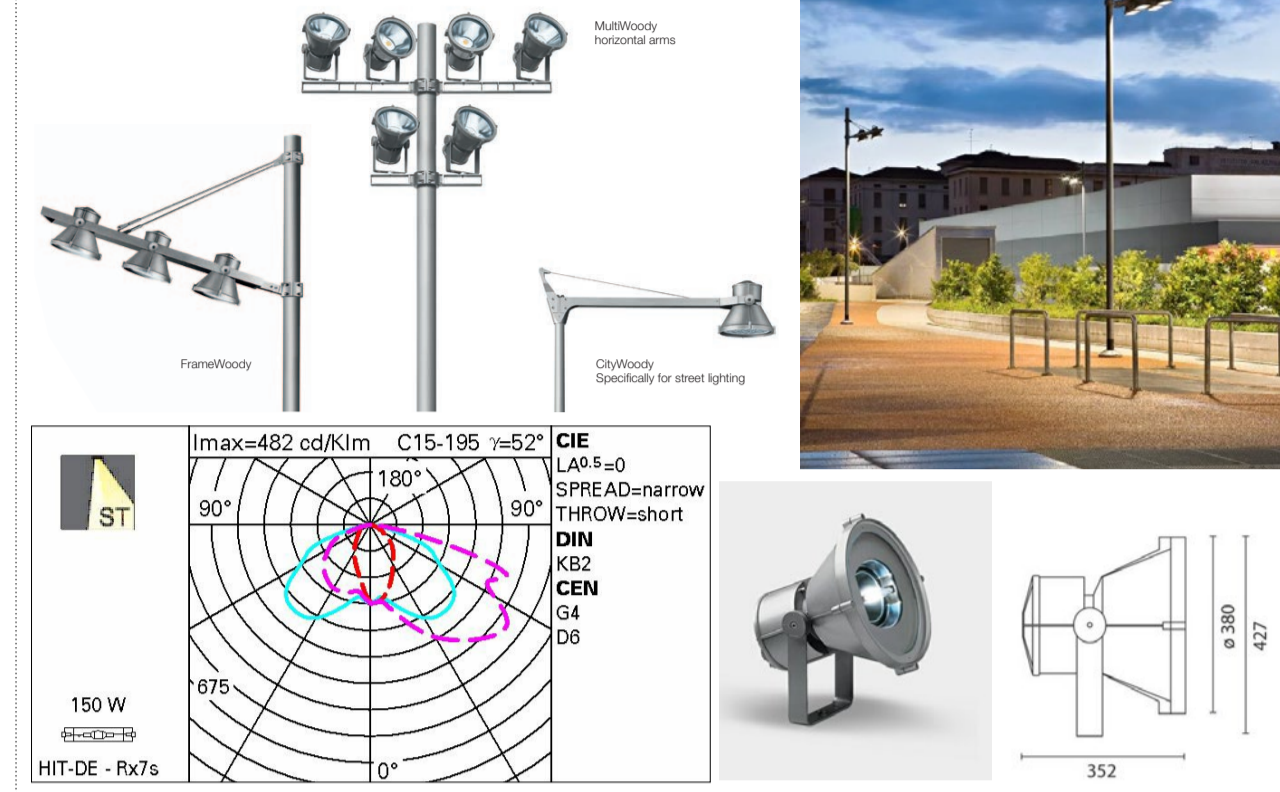 MultiWoody
horizontal arms
FrameWoody
CityWoody
Specifically for street lighting
ST
150 W
HIT-DE - Rx7s
Imax=482 cd/Klm C15-195 γ=52°
180°
90° 90°
675
0°
CIE
LA0.5=0
SPREAD=narrow
THROW=short
DIN
KB2
CEN
G4
D6
ø 380
427
352